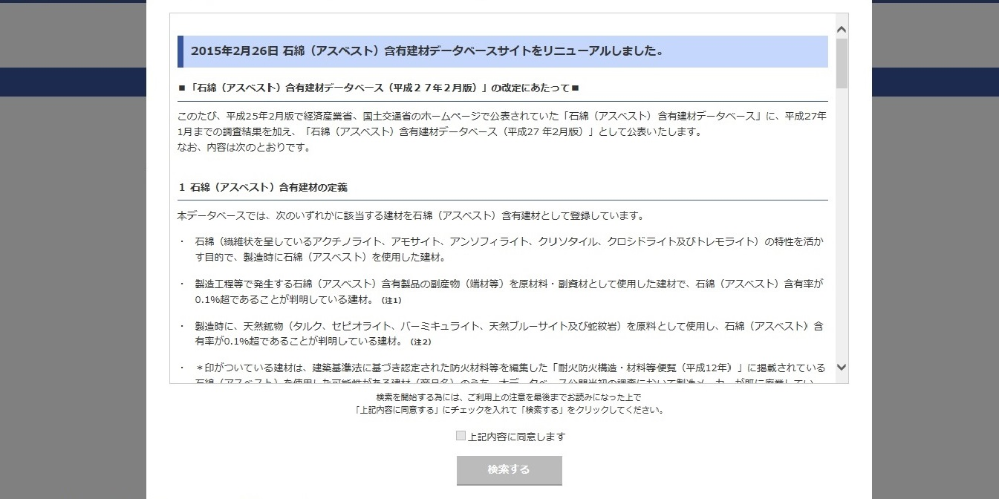 2015年2月26日 石綿（アスベスト）含有建材データベースサイトをリニューアルしました。
■「石綿（アスベスト）含有建材データベース（平成２７年２月版）」の改定にあたって■
このたび、平成25年2月版で経済産業省、国土交通省のホームページで公表されていた「石綿（アスベスト）含有建材データベース」に、平成27年
1月までの調査結果を加え、「石綿（アスベスト）含有建材データベース（平成27 年2月版）」として公表いたします。
なお、内容は次のとおりです。
1 石綿（アスベスト）含有建材の定義
本データベースでは、次のいずれかに該当する建材を石綿（アスベスト）含有建材として登録しています。
・ 石綿（繊維状を呈しているアクチノライト、アモサイト、アンソフィライト、クリソタイル、クロシドライト及びトレモライト）の特性を活か
す目的で、製造時に石綿（アスベスト）を使用した建材。
・ 製造工程等で発生する石綿（アスベスト）含有製品の副産物（端材等）を原材料・副資材として使用した建材で、石綿（アスベスト）含有率が
0.1%超であることが判明している建材。（注1）
・ 製造時に、天然鉱物（タルク、セピオライト、バーミキュライト、天然ブルーサイト及び蛇紋岩）を原料として使用し、石綿（アスベスト）含
有率が0.1%超であることが判明している建材。（注2）
・ ＊印がついている建材は、建築基準法に基づき認定された防火材料等を編集した「耐火防火構造・材料等便覧（平成12年）」に掲載されている
石綿（アスベスト）を使用した可能性がある建材（商品名）のうち、本データベース公開当初の調査において製造メーカーが既に廃業してい
検索を開始する為には、ご利用上の注意を最後までお読みになった上で
「上記内容に同意する」にチェックを入れて「検索する」をクリックしてください。
上記内容に同意します
検索する